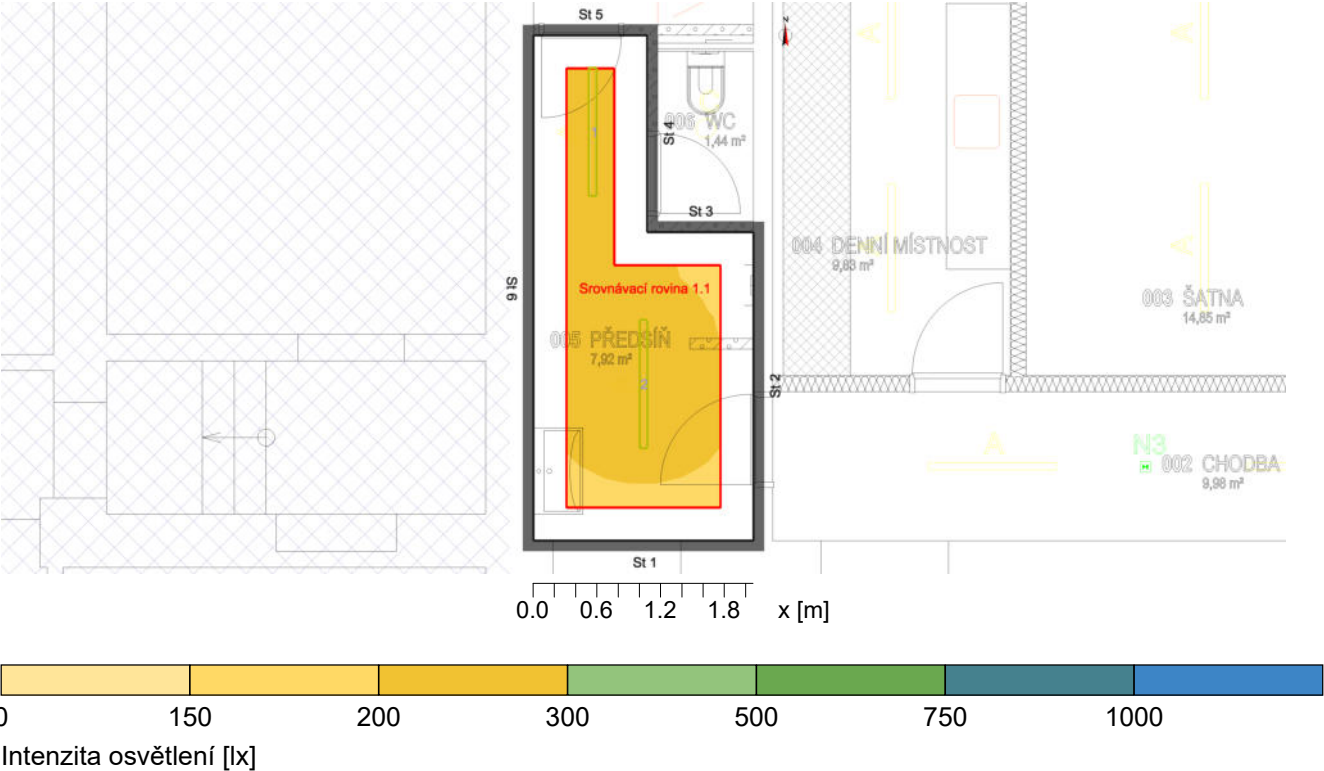 St 5
z
006 WC
1,44 m²
St 4
1
A
A
St 3
004 DENNÍ MÍSTNOST
9,83 m²
A
A
St 6
Srovnávací rovina 1.1
003 ŠATNA
14,85 m²
005 PŘEDSÍŇ
7,92 m²
2
St 2
A
N3
002 CHODBA
9,98 m²
St 1
0.0 0.6 1.2 1.8 x [m]
0 150 200 300 500 750 1000
Intenzita osvětlení [lx]